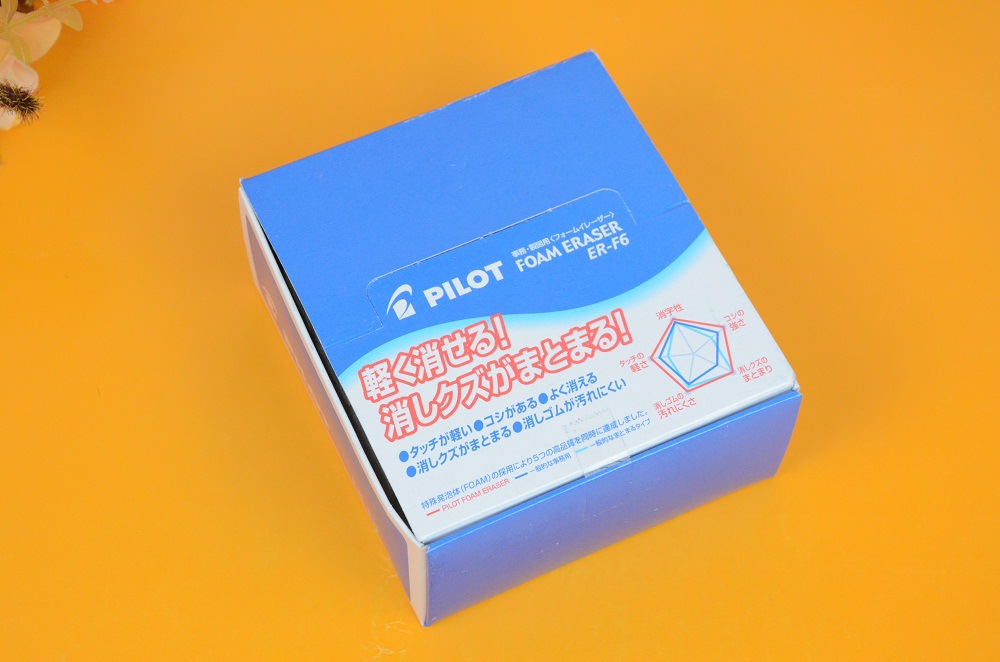 事務・製図用〈フォームイレーザー〉
PILOT FOAM ERASER
ER-F6
軽く消せる!
消しクズがまとまる!
●タッチが軽い●コシがある●よく消える
●消しクズがまとまる●消しゴムが汚れにくい
特殊発泡体(FOAM)の採用により5つの高品質を同時に達成しました。
PILOT FOAM ERASER 一般的な事務用 一般的なまとまるタイプ
消字性
コシの
強さ
消しクズの
まとまり
消しゴムの
汚れにくさ
タッチの
軽さ